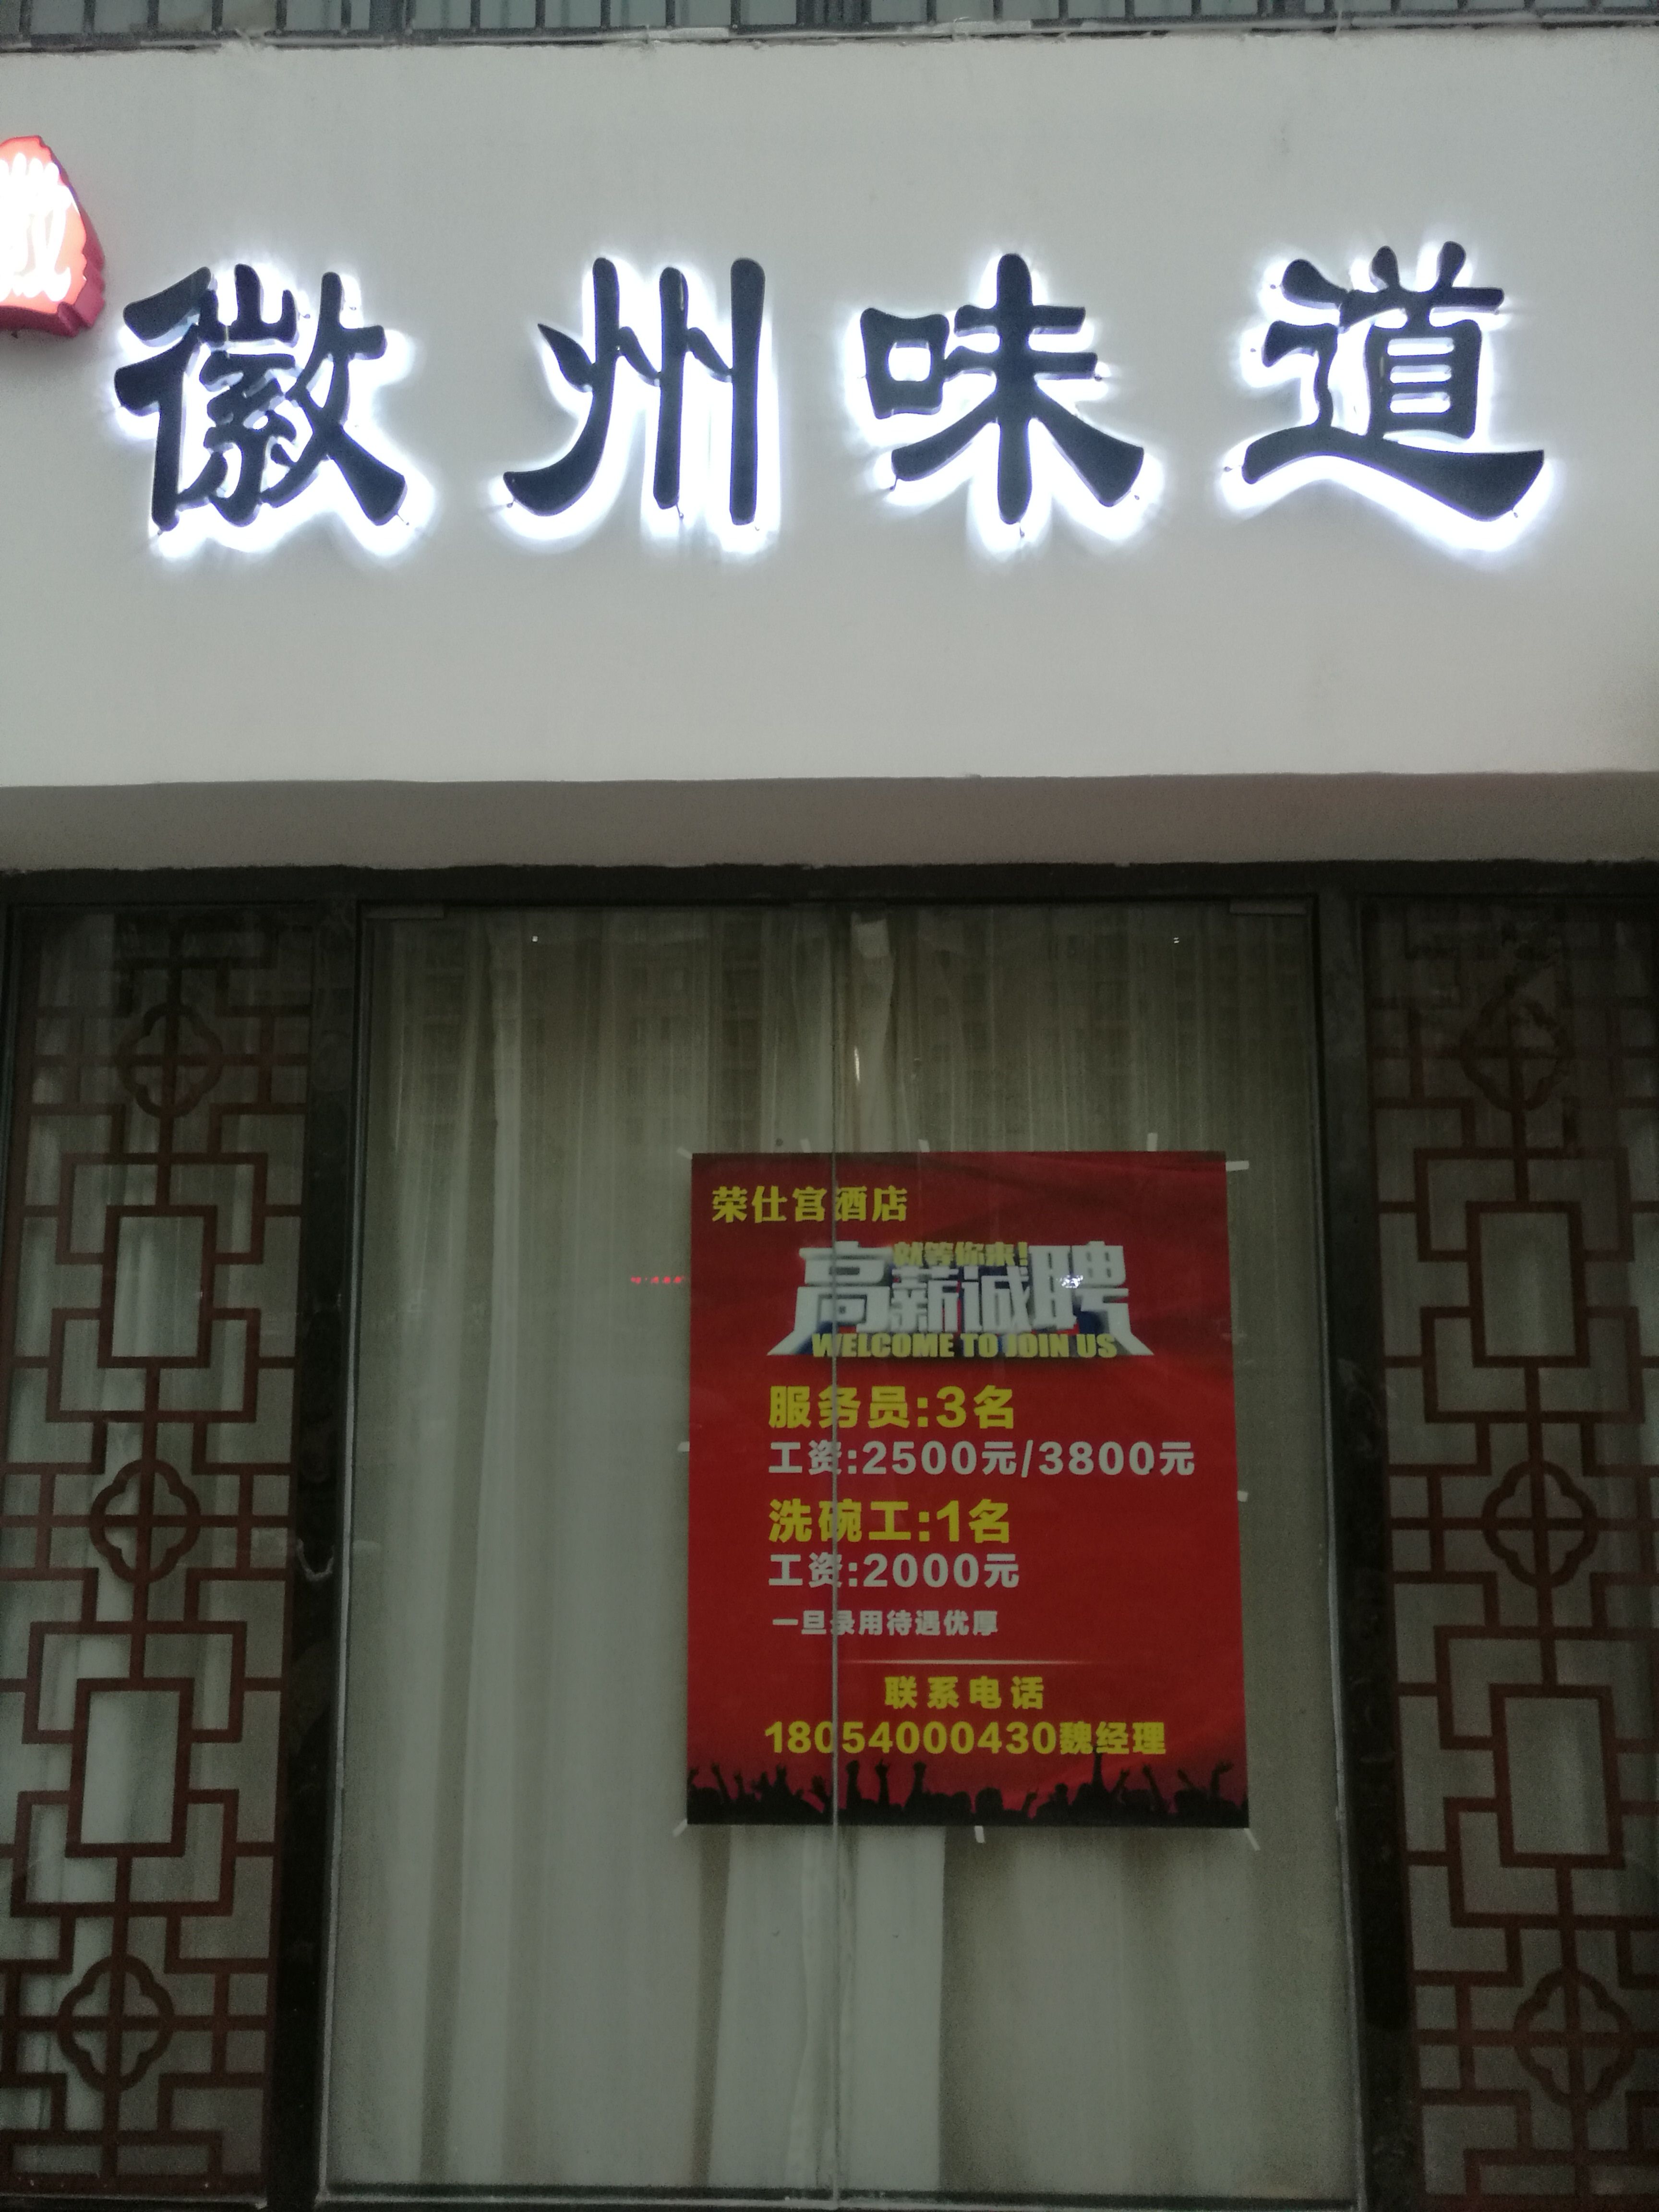 徽州味道
荣仕宫酒店
就等你来!
高薪诚聘
WELCOME TO JOIN US
服务员:3名
工资:2500元/3800元
洗碗工:1名
工资:2000元
一旦录用待遇优厚
联系电话
18054000430魏经理